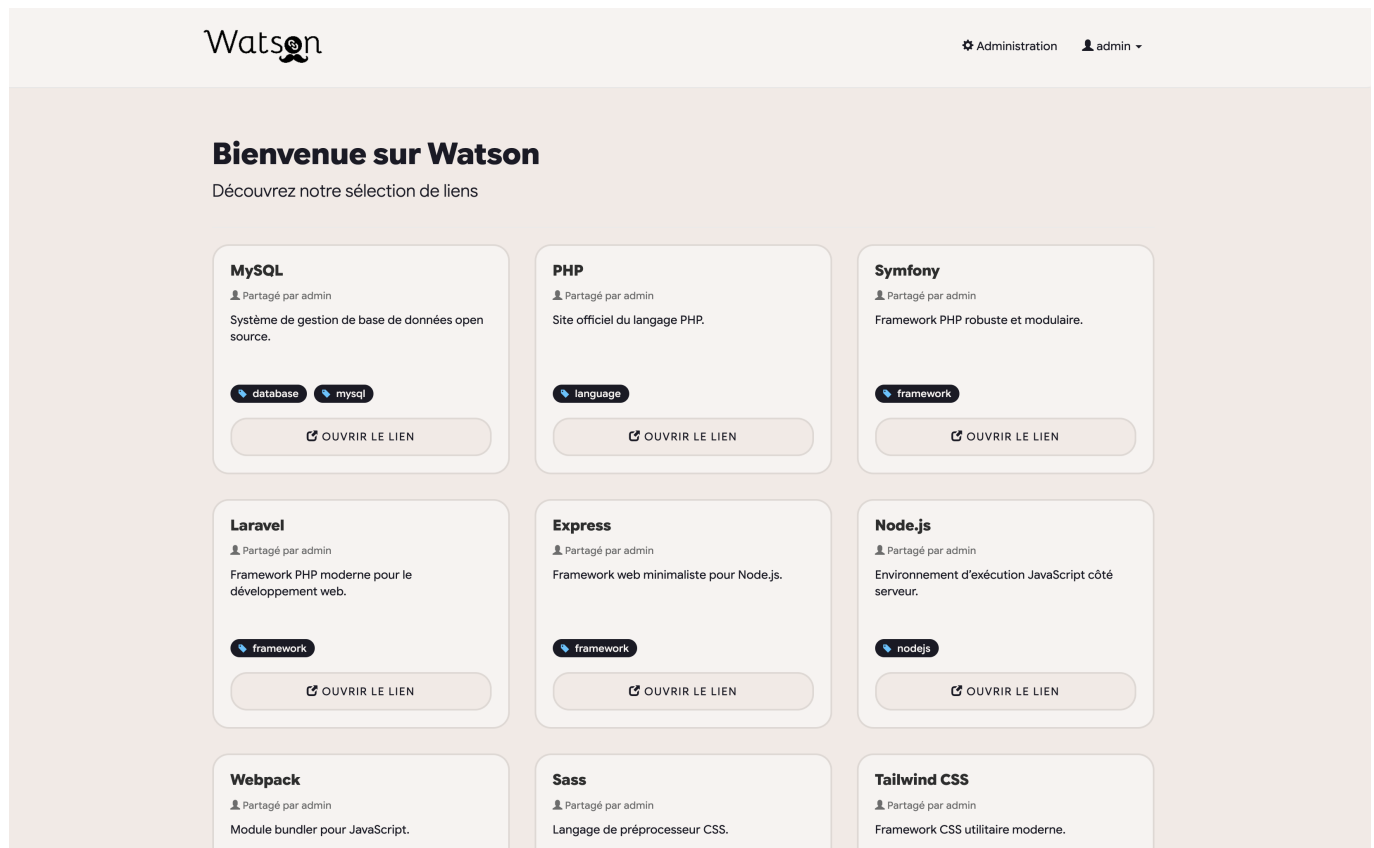 Watson
Administration
admin
Bienvenue sur Watson
Découvrez notre sélection de liens
MySQL
Partagé par admin
Système de gestion de base de données open
source.
database mysql
OUVRIR LE LIEN
PHP
Partagé par admin
Site officiel du langage PHP.
language
OUVRIR LE LIEN
Symfony
Partagé par admin
Framework PHP robuste et modulaire.
framework
OUVRIR LE LIEN
Laravel
Partagé par admin
Framework PHP moderne pour le
développement web.
framework
OUVRIR LE LIEN
Express
Partagé par admin
Framework web minimaliste pour Node.js.
framework
OUVRIR LE LIEN
Node.js
Partagé par admin
Environnement d’exécution JavaScript côté
serveur.
nodejs
OUVRIR LE LIEN
Webpack
Partagé par admin
Module bundler pour JavaScript.
Sass
Partagé par admin
Langage de préprocesseur CSS.
Tailwind CSS
Partagé par admin
Framework CSS utilitaire moderne.